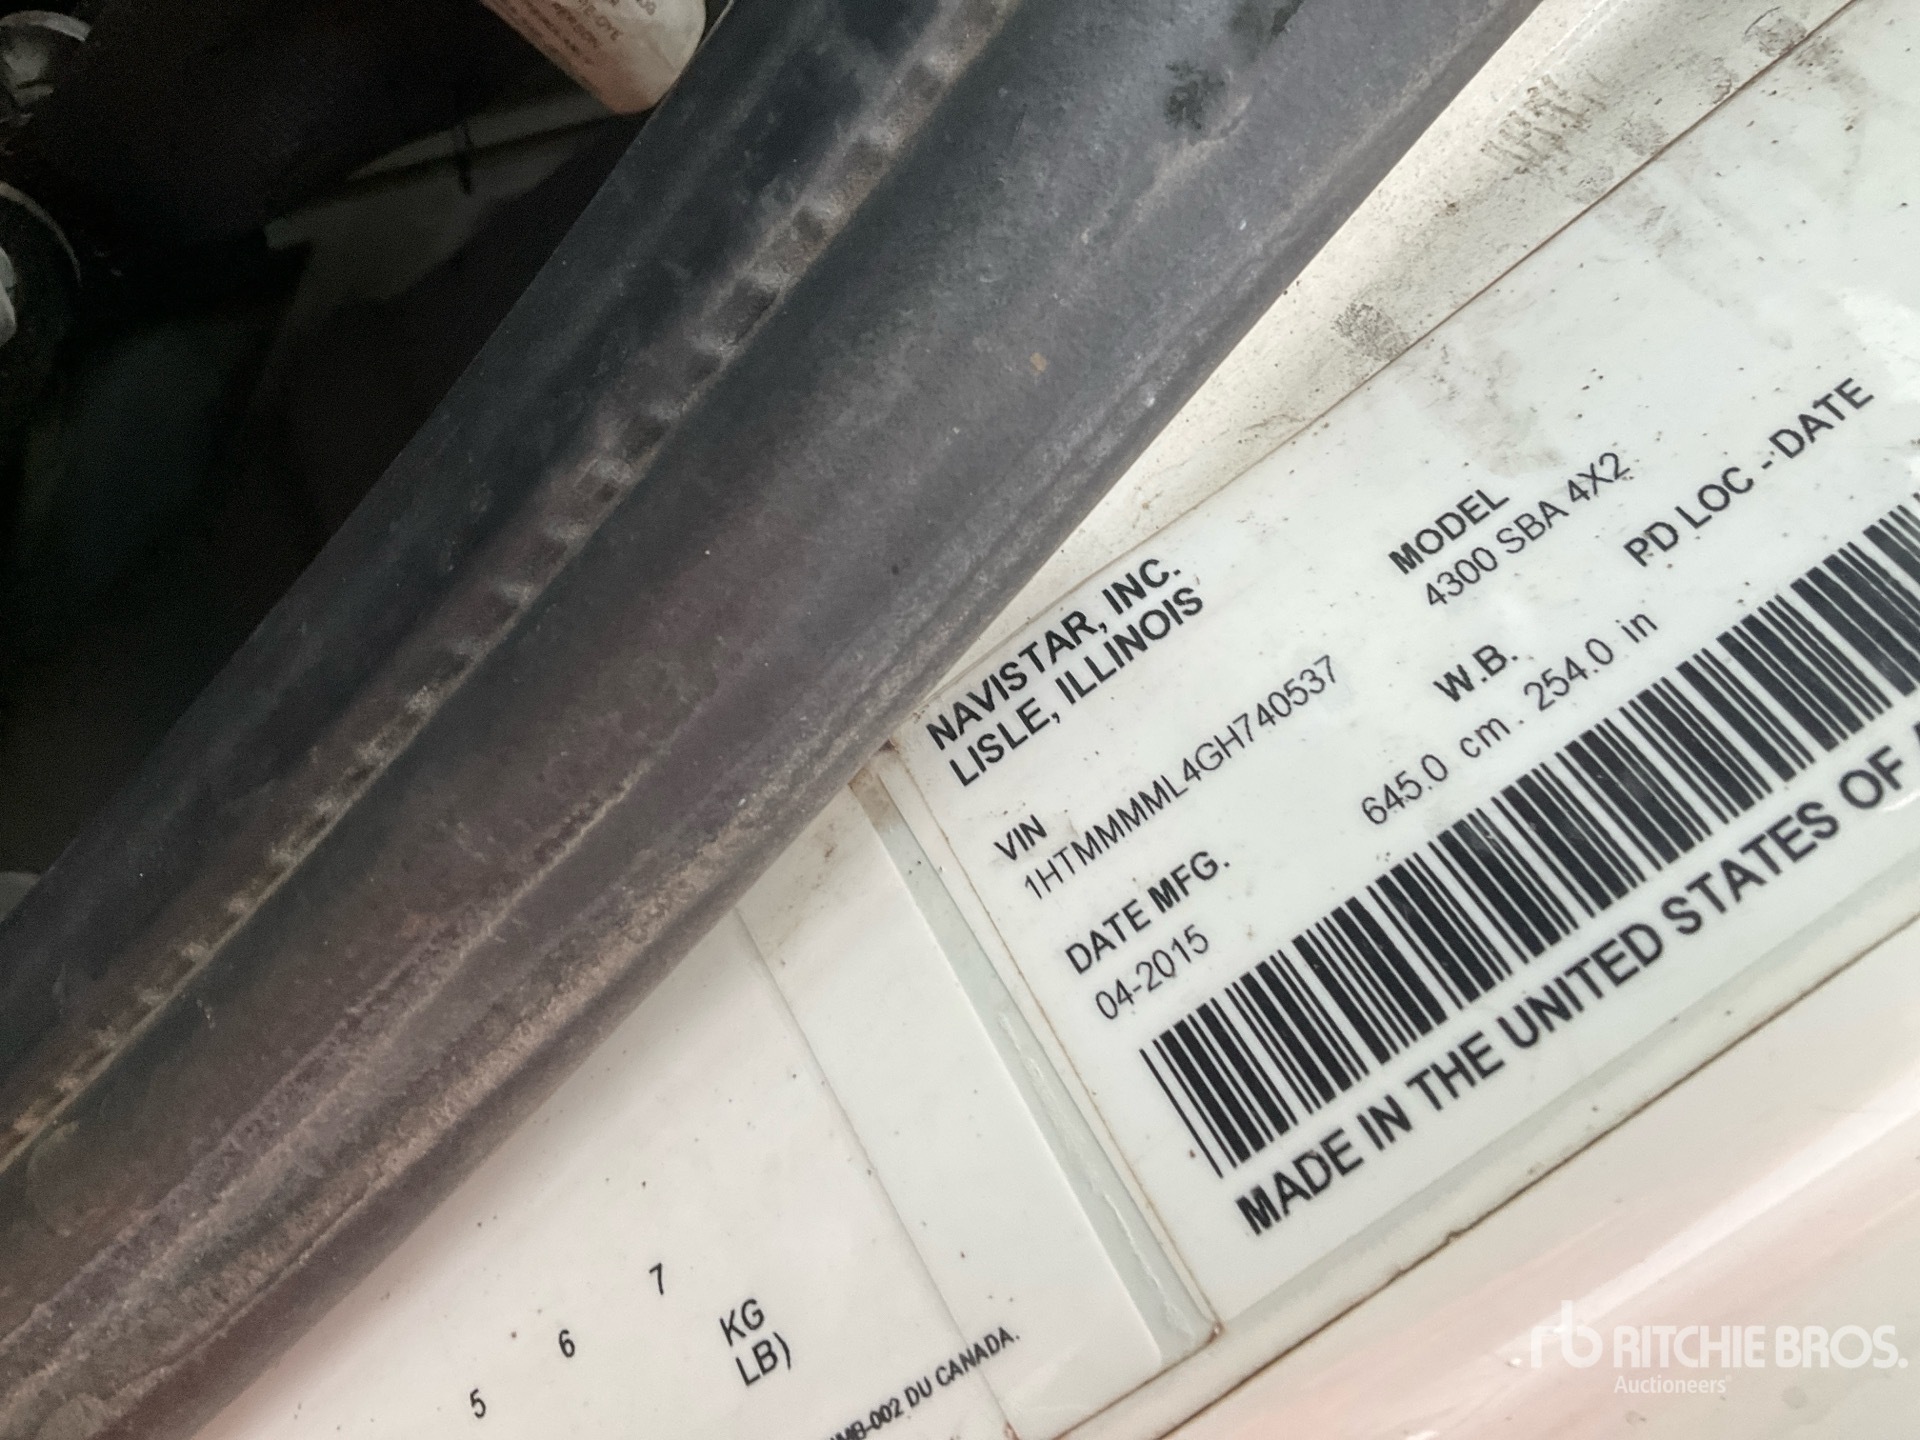 NAVISTAR, INC.
LISLE, ILLINOIS
VIN
1HTMMMML4GH740537
MODEL
4300 SBA 4X2
DATE MFG.
04-2015
W.B.
645.0 cm . 254.0 in
PD LOC - DATE
MADE IN THE UNITED STATES OF
5
6
7
KG
LB)
002 DU CANADA.
rb RITCHIE BROS.
Auctioneers